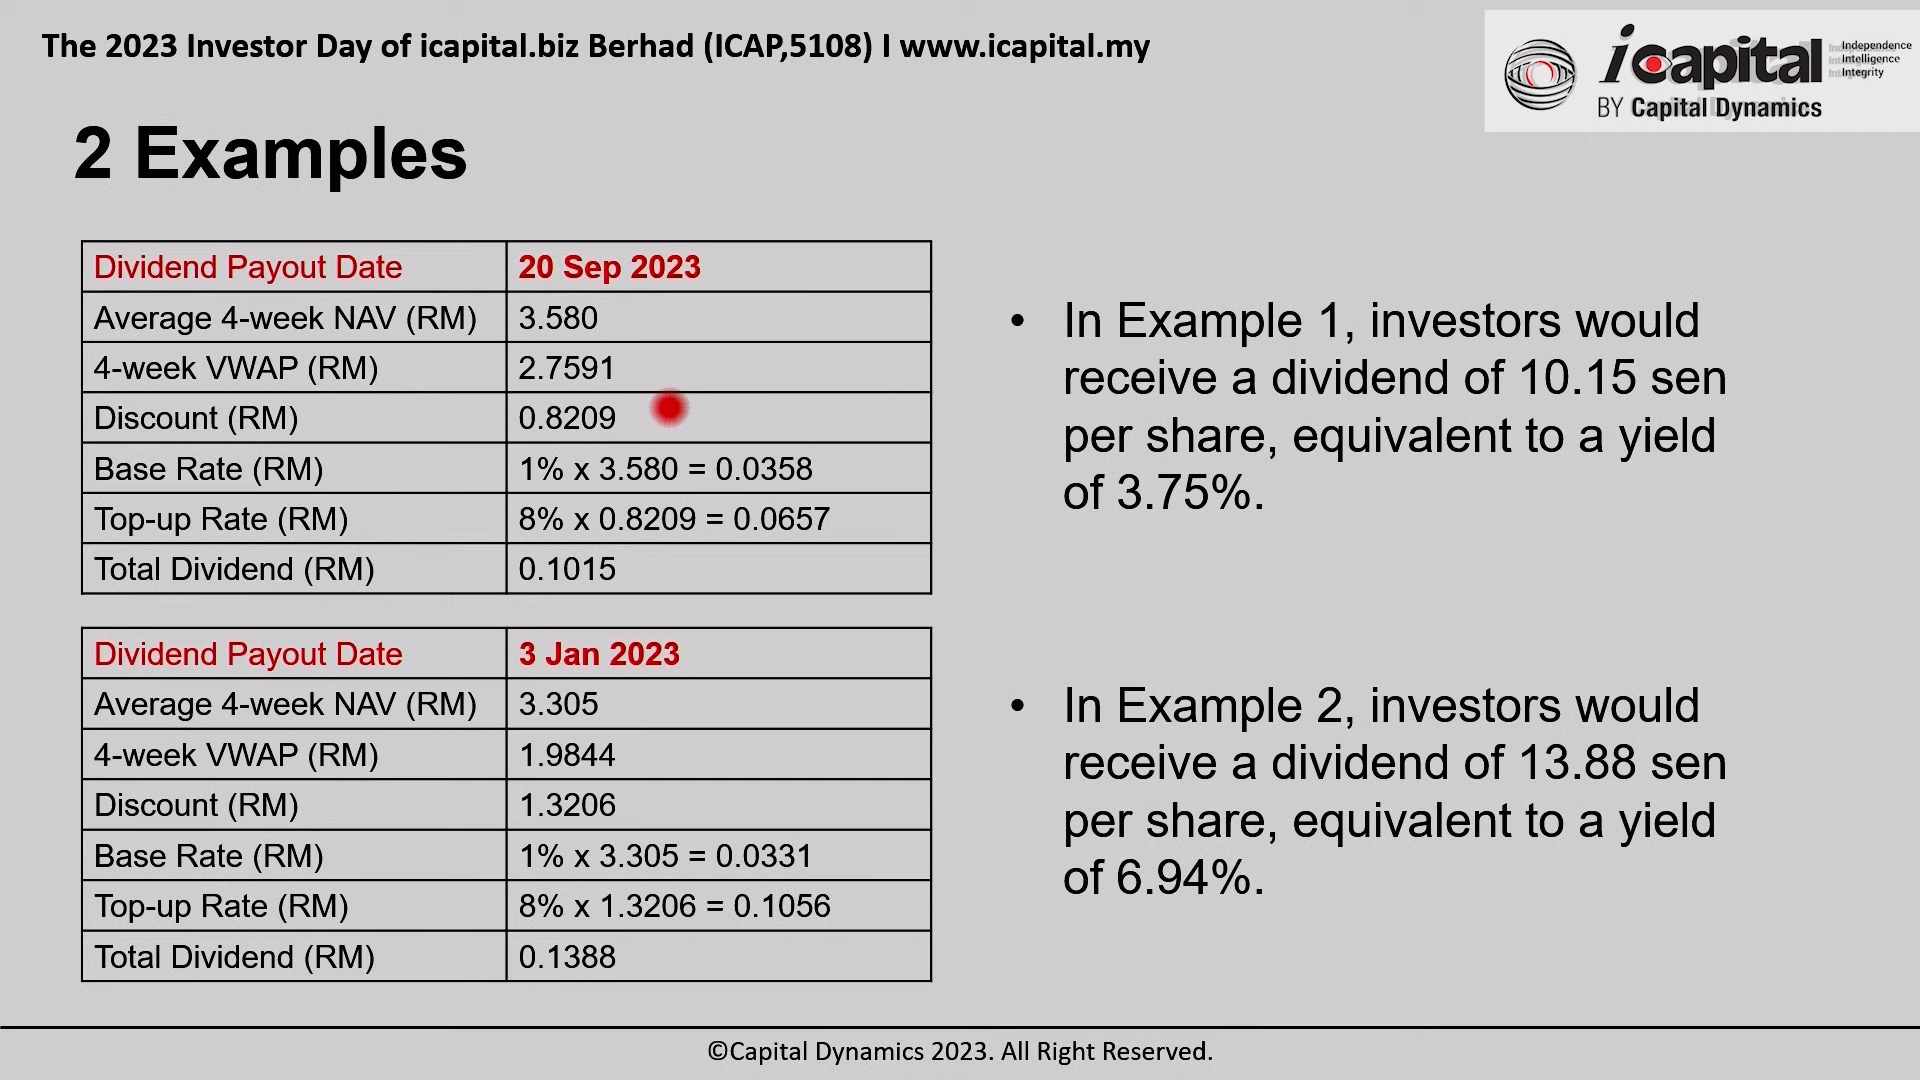 The 2023 Investor Day of icapital.biz Berhad (ICAP,5108) I www.icapital.my
icapital
Independence
Intelligence
Integrity
BY Capital Dynamics
2 Examples
Dividend Payout Date 20 Sep 2023
Average 4-week NAV (RM) 3.580
4-week VWAP (RM) 2.7591
Discount (RM) 0.8209
Base Rate (RM) 1% x 3.580 = 0.0358
Top-up Rate (RM) 8% x 0.8209 = 0.0657
Total Dividend (RM) 0.1015
• In Example 1, investors would
receive a dividend of 10.15 sen
per share, equivalent to a yield
of 3.75%.
Dividend Payout Date 3 Jan 2023
Average 4-week NAV (RM) 3.305
4-week VWAP (RM) 1.9844
Discount (RM) 1.3206
Base Rate (RM) 1% x 3.305 = 0.0331
Top-up Rate (RM) 8% x 1.3206 = 0.1056
Total Dividend (RM) 0.1388
• In Example 2, investors would
receive a dividend of 13.88 sen
per share, equivalent to a yield
of 6.94%.
©Capital Dynamics 2023. All Right Reserved.